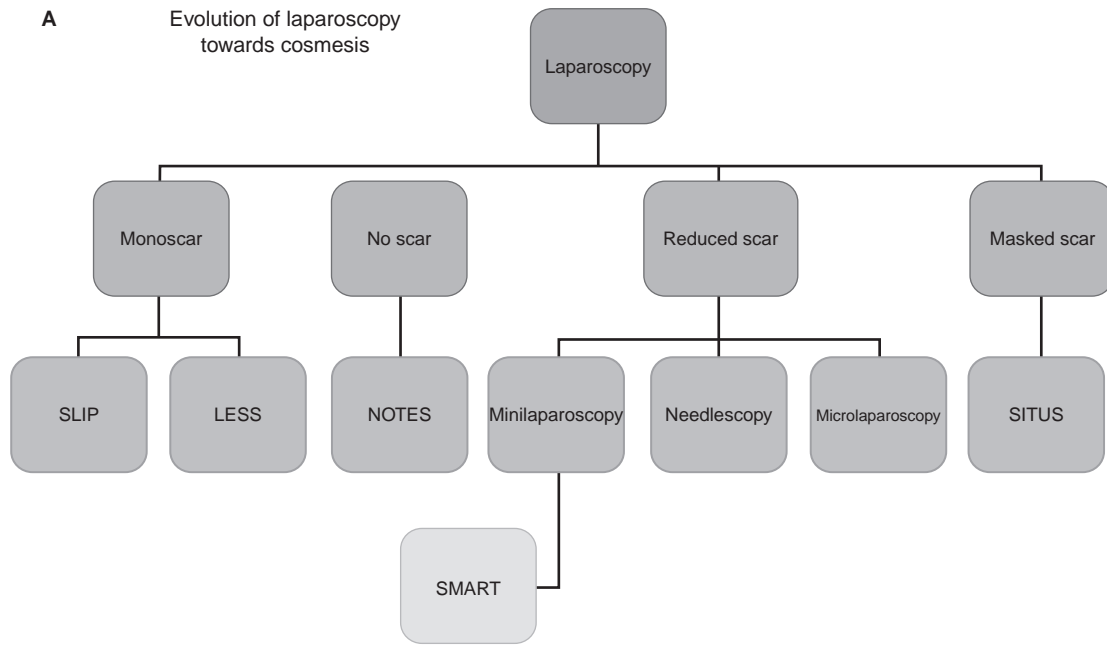 A
Evolution of laparoscopy
towards cosmesis
Laparoscopy
Monoscar
No scar
Reduced scar
Masked scar
SLIP
LESS
NOTES
Minilaparoscopy
Needlescopy
Microlaparoscopy
SITUS
SMART